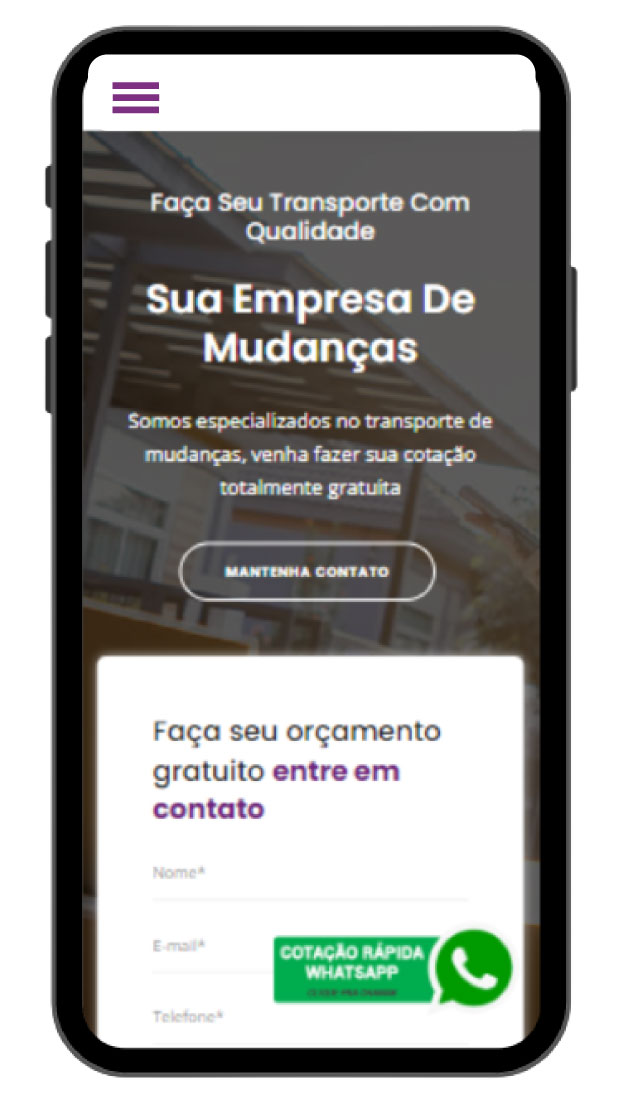 Faça Seu Transporte Com
Qualidade
Sua Empresa De
Mudanças
Somos especializados no transporte de
mudanças, venha fazer sua cotação
totalmente gratuita
MANTENHA CONTATO
Faça seu orçamento
gratuito entre em
contato
Nome*
E-mail*
COTAÇÃO RÁPIDA
WHATSAPP
Telefone*